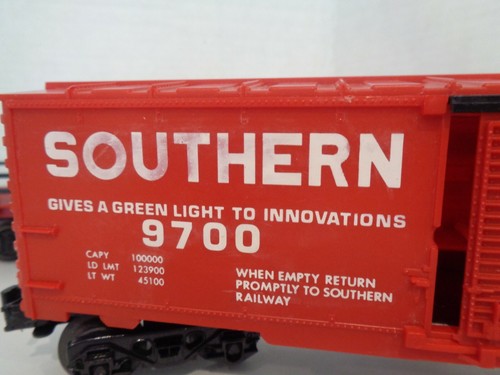 SOUTHERN
GIVES A GREEN LIGHT TO INNOVATIONS
9700
CAPY 100000
LD LMT 123900
LT WT 45100
WHEN EMPTY RETURN
PROMPTLY TO SOUTHERN
RAILWAY